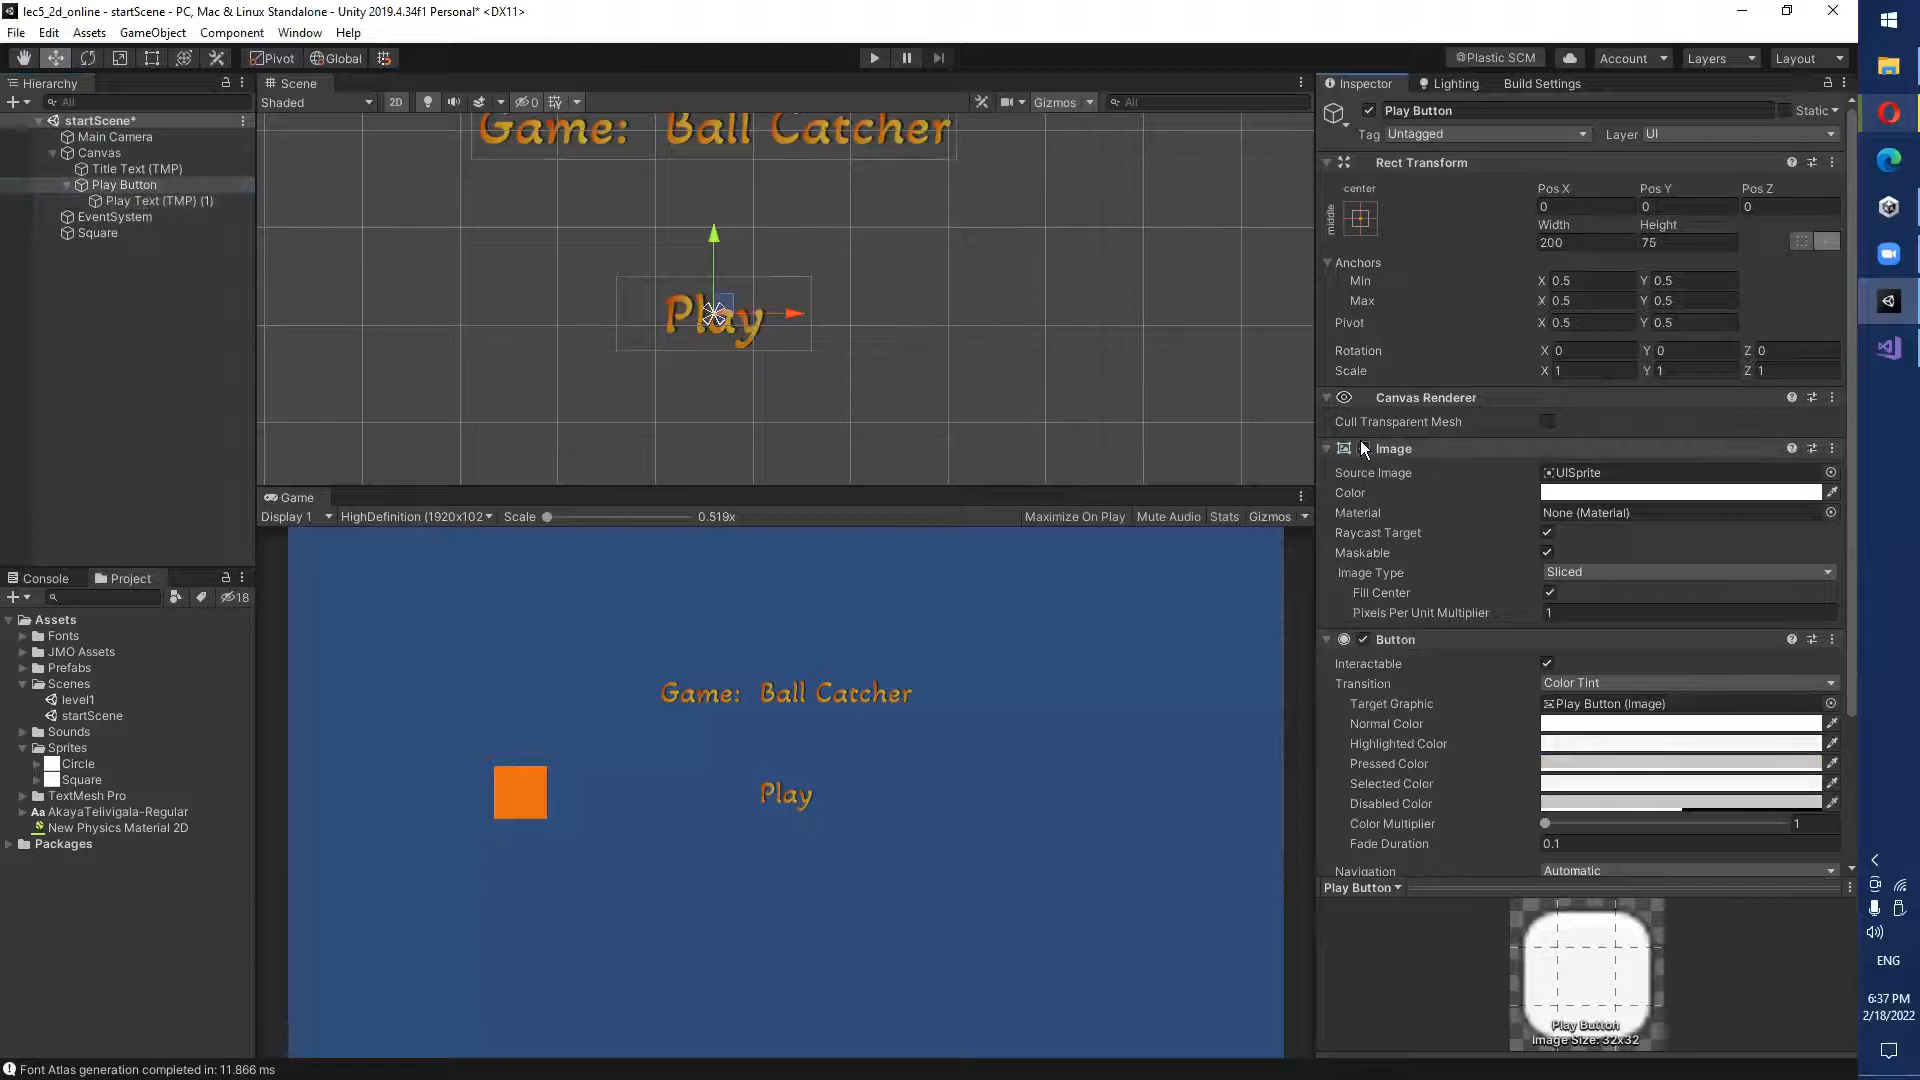 lec5_2d_online - startScene - PC, Mac & Linux Standalone - Unity 2019.4.34f1 Personal* <DX11>
File Edit Assets GameObject Component Window Help
Pivot Global Plastic SCM Account Layers Layout
Hierarchy
All
startScene*
Main Camera
Canvas
Title Text (TMP)
Play Button
Play Text (TMP) (1)
EventSystem
Square
Scene
Shaded 2D 0 Gizmos All
Game: Ball Catcher
Play
Game
Display 1 HighDefinition (1920x102 Scale 0.519x Maximize On Play Mute Audio Stats Gizmos
Game: Ball Catcher
Play
Console Project
18
Assets
Fonts
JMO Assets
Prefabs
Scenes
level1
startScene
Sounds
Sprites
Circle
Square
TextMesh Pro
Aa AkayaTelivigala-Regular
New Physics Material 2D
Packages
Inspector Lighting Build Settings
Play Button Static
Tag Untagged Layer UI
Rect Transform
center
middle
Pos X Pos Y Pos Z
0 0 0
Width Height
200 75
Anchors
Min X 0.5 Y 0.5
Max X 0.5 Y 0.5
Pivot X 0.5 Y 0.5
Rotation X 0 Y 0 Z 0
Scale X 1 Y 1 Z 1
Canvas Renderer
Cull Transparent Mesh
Image
Source Image UISprite
Color
Material None (Material)
Raycast Target
Maskable
Image Type Sliced
Fill Center
Pixels Per Unit Multiplier 1
Button
Interactable
Transition Color Tint
Target Graphic Play Button (Image)
Normal Color
Highlighted Color
Pressed Color
Selected Color
Disabled Color
Color Multiplier 1
Fade Duration 0.1
Navigation Automatic
Play Button
Play Button
Image Size: 32x32
ENG
6:37 PM
2/18/2022
Font Atlas generation completed in: 11.866 ms